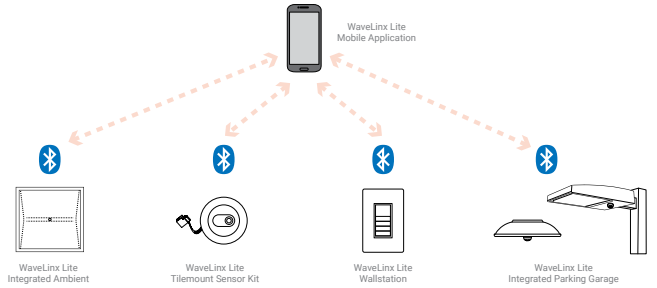 WaveLinx Lite
Mobile Application
WaveLinx Lite
Integrated Ambient
WaveLinx Lite
Tilemount Sensor Kit
WaveLinx Lite
Wallstation
WaveLinx Lite
Integrated Parking Garage